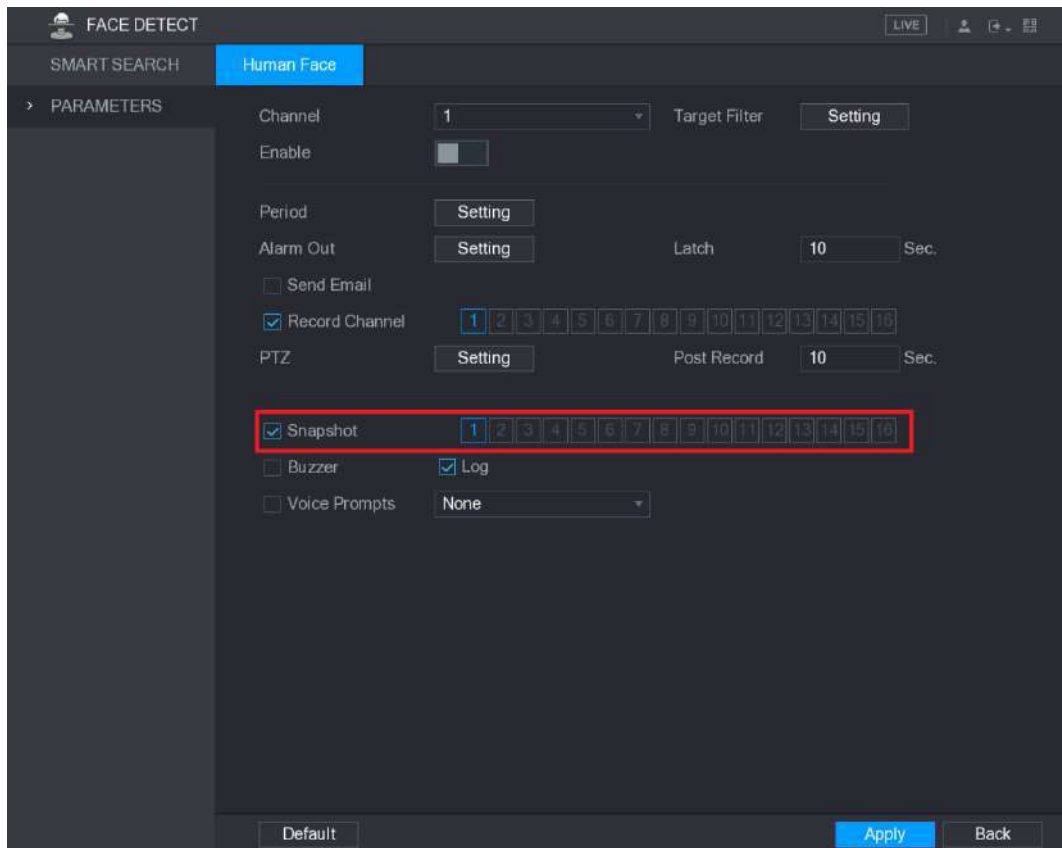 FACE DETECT LIVE
SMART SEARCH Human Face
PARAMETERS
Channel 1 Target Filter Setting
Enable
Period Setting
Alarm Out Setting Latch 10 Sec.
Send Email
Record Channel 1 2 3 4 5 6 7 8 9 10 11 12 13 14 15 16
PTZ Setting Post Record 10 Sec.
Snapshot 1 2 3 4 5 6 7 8 9 10 11 12 13 14 15 16
Buzzer Log
Voice Prompts None
Default Apply Back